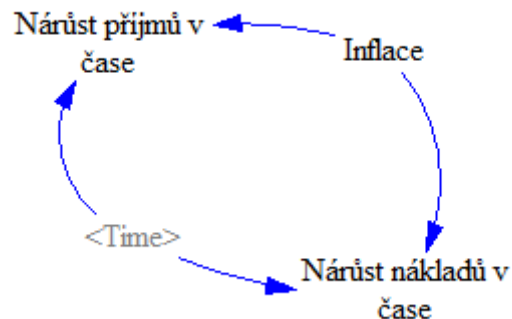 Nárůst příjmů v
čase
Inflace
<Time>
Nárůst nákladů v
čase